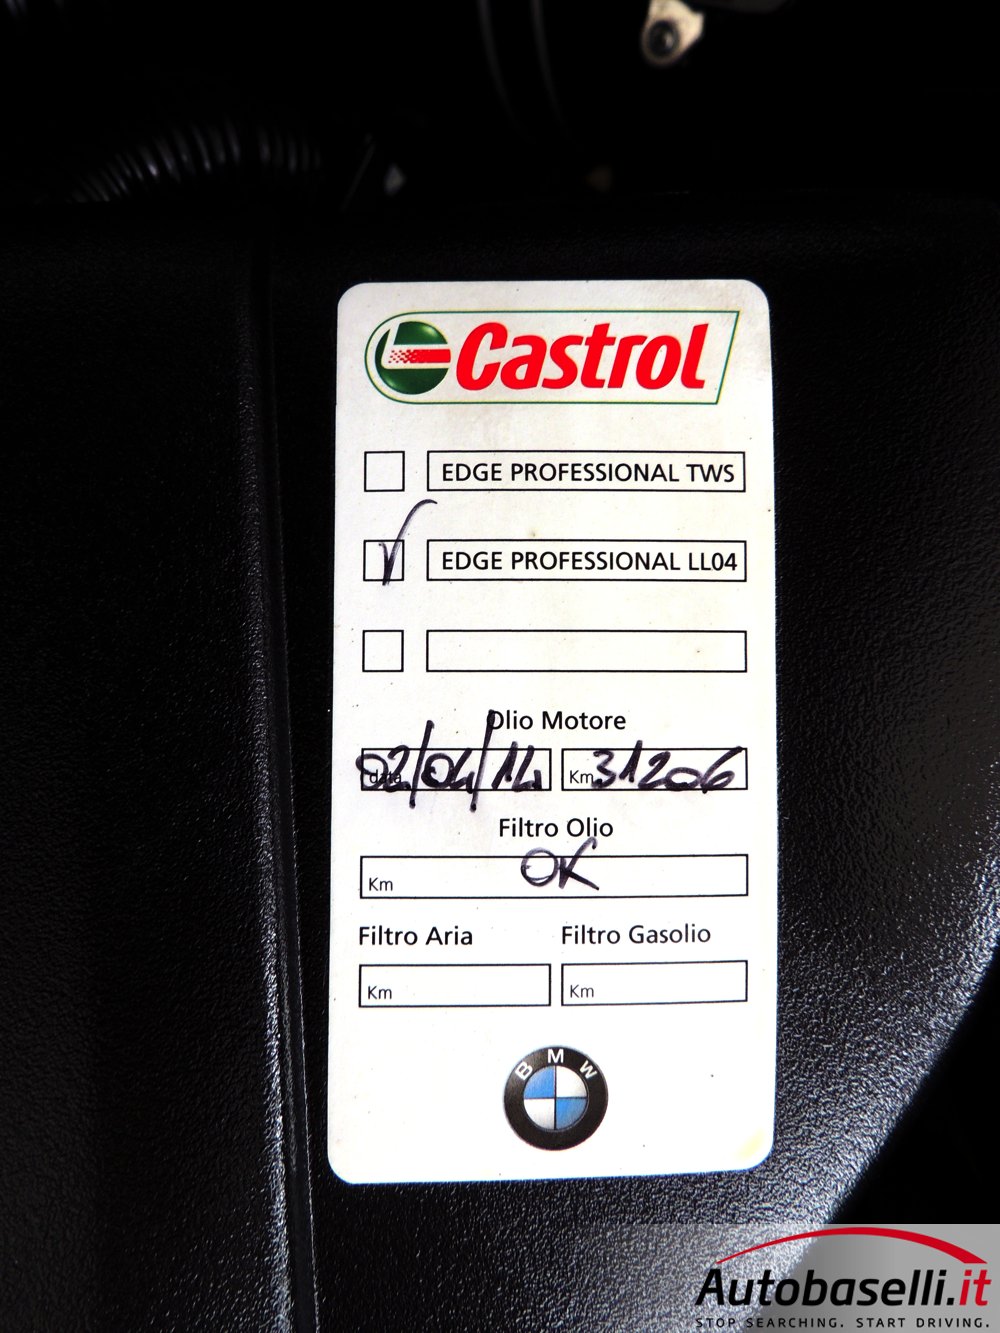 Castrol
EDGE PROFESSIONAL TWS
EDGE PROFESSIONAL LL04
Olio Motore
data 02/04/14 Km 31206
Filtro Olio
Km OK
Filtro Aria Filtro Gasolio
Km Km
BMW
Autobaselli.it
STOP SEARCHING. START DRIVING.